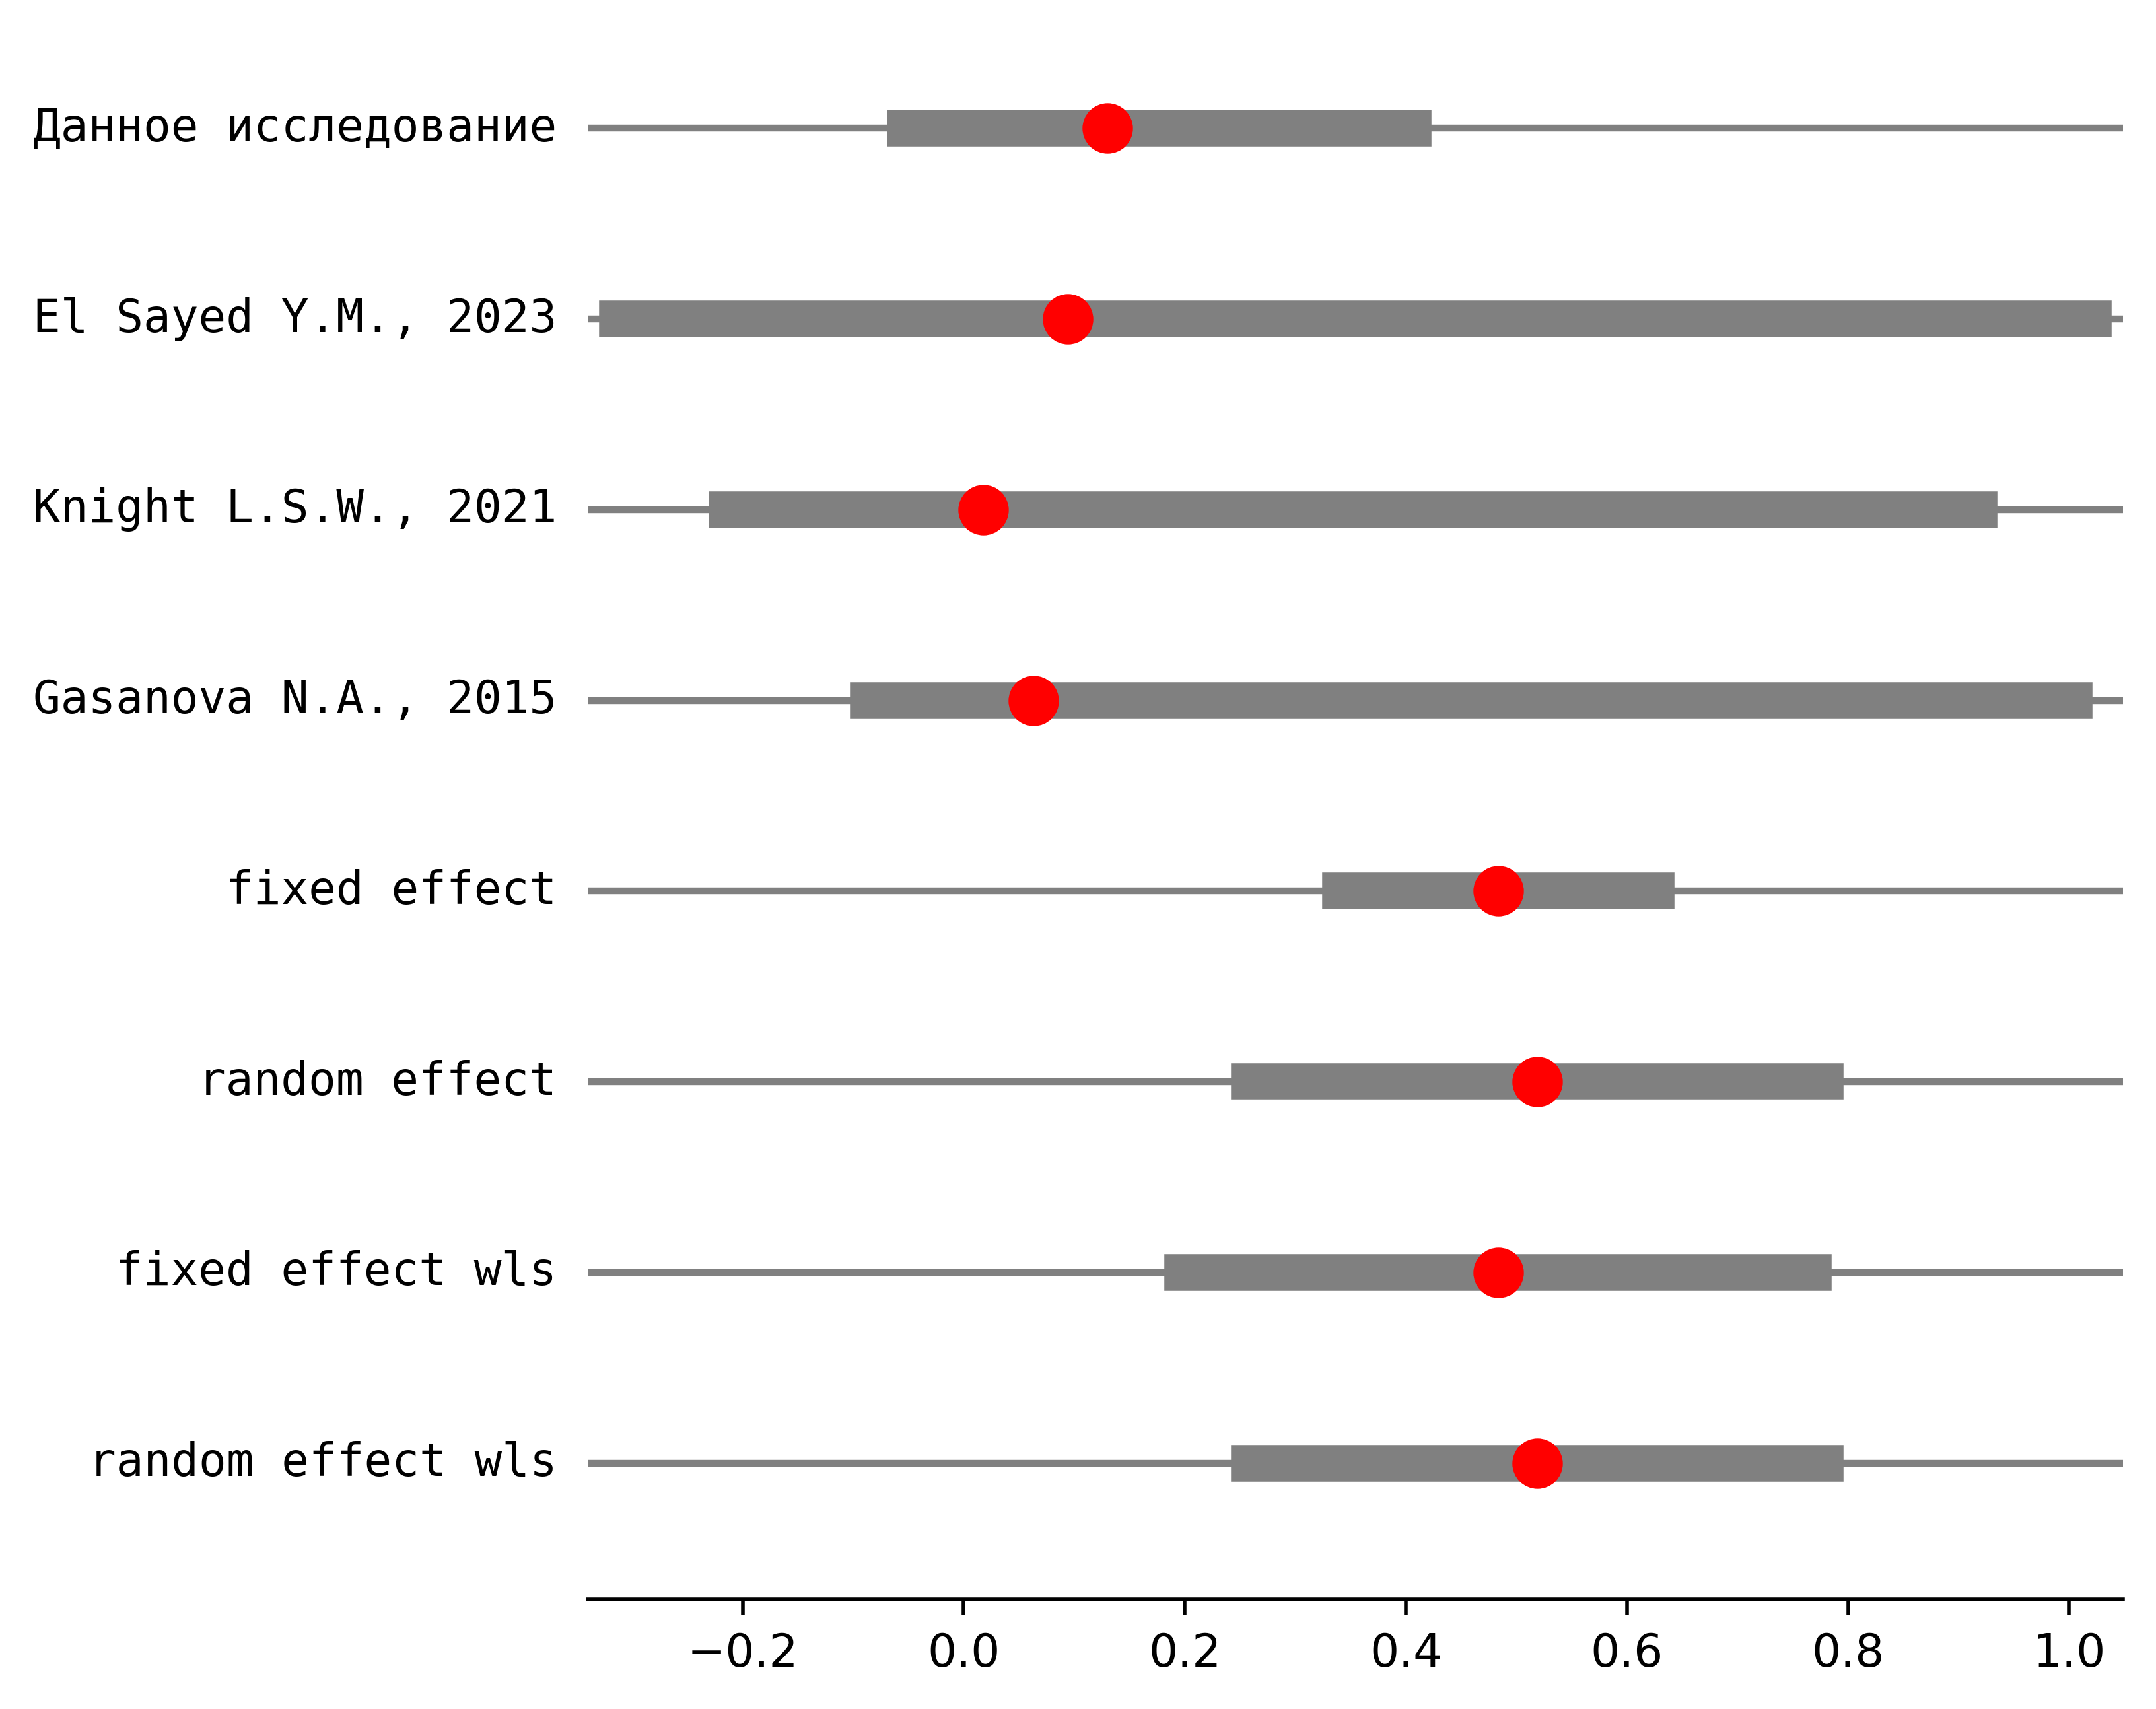 Данное исследование
El Sayed Y.M., 2023
Knight L.S.W., 2021
Gasanova N.A., 2015
fixed effect
random effect
fixed effect wls
random effect wls
−0.2 0.0 0.2 0.4 0.6 0.8 1.0